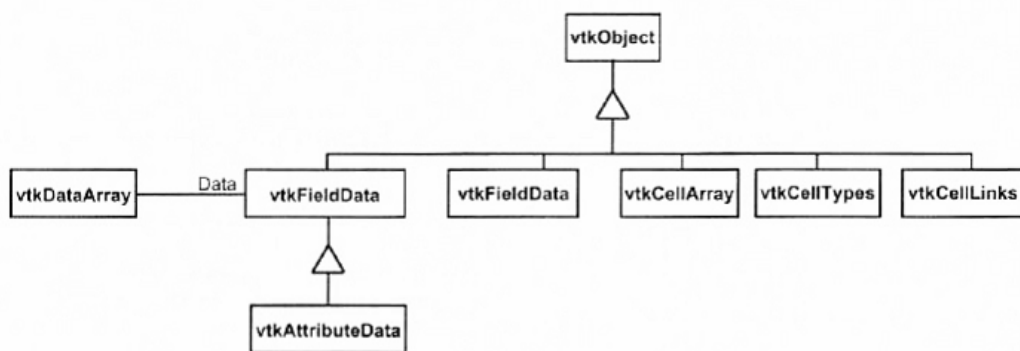 vtkObject
Data
vtkDataArray
vtkFieldData
vtkFieldData
vtkCellArray
vtkCellTypes
vtkCellLinks
vtkAttributeData